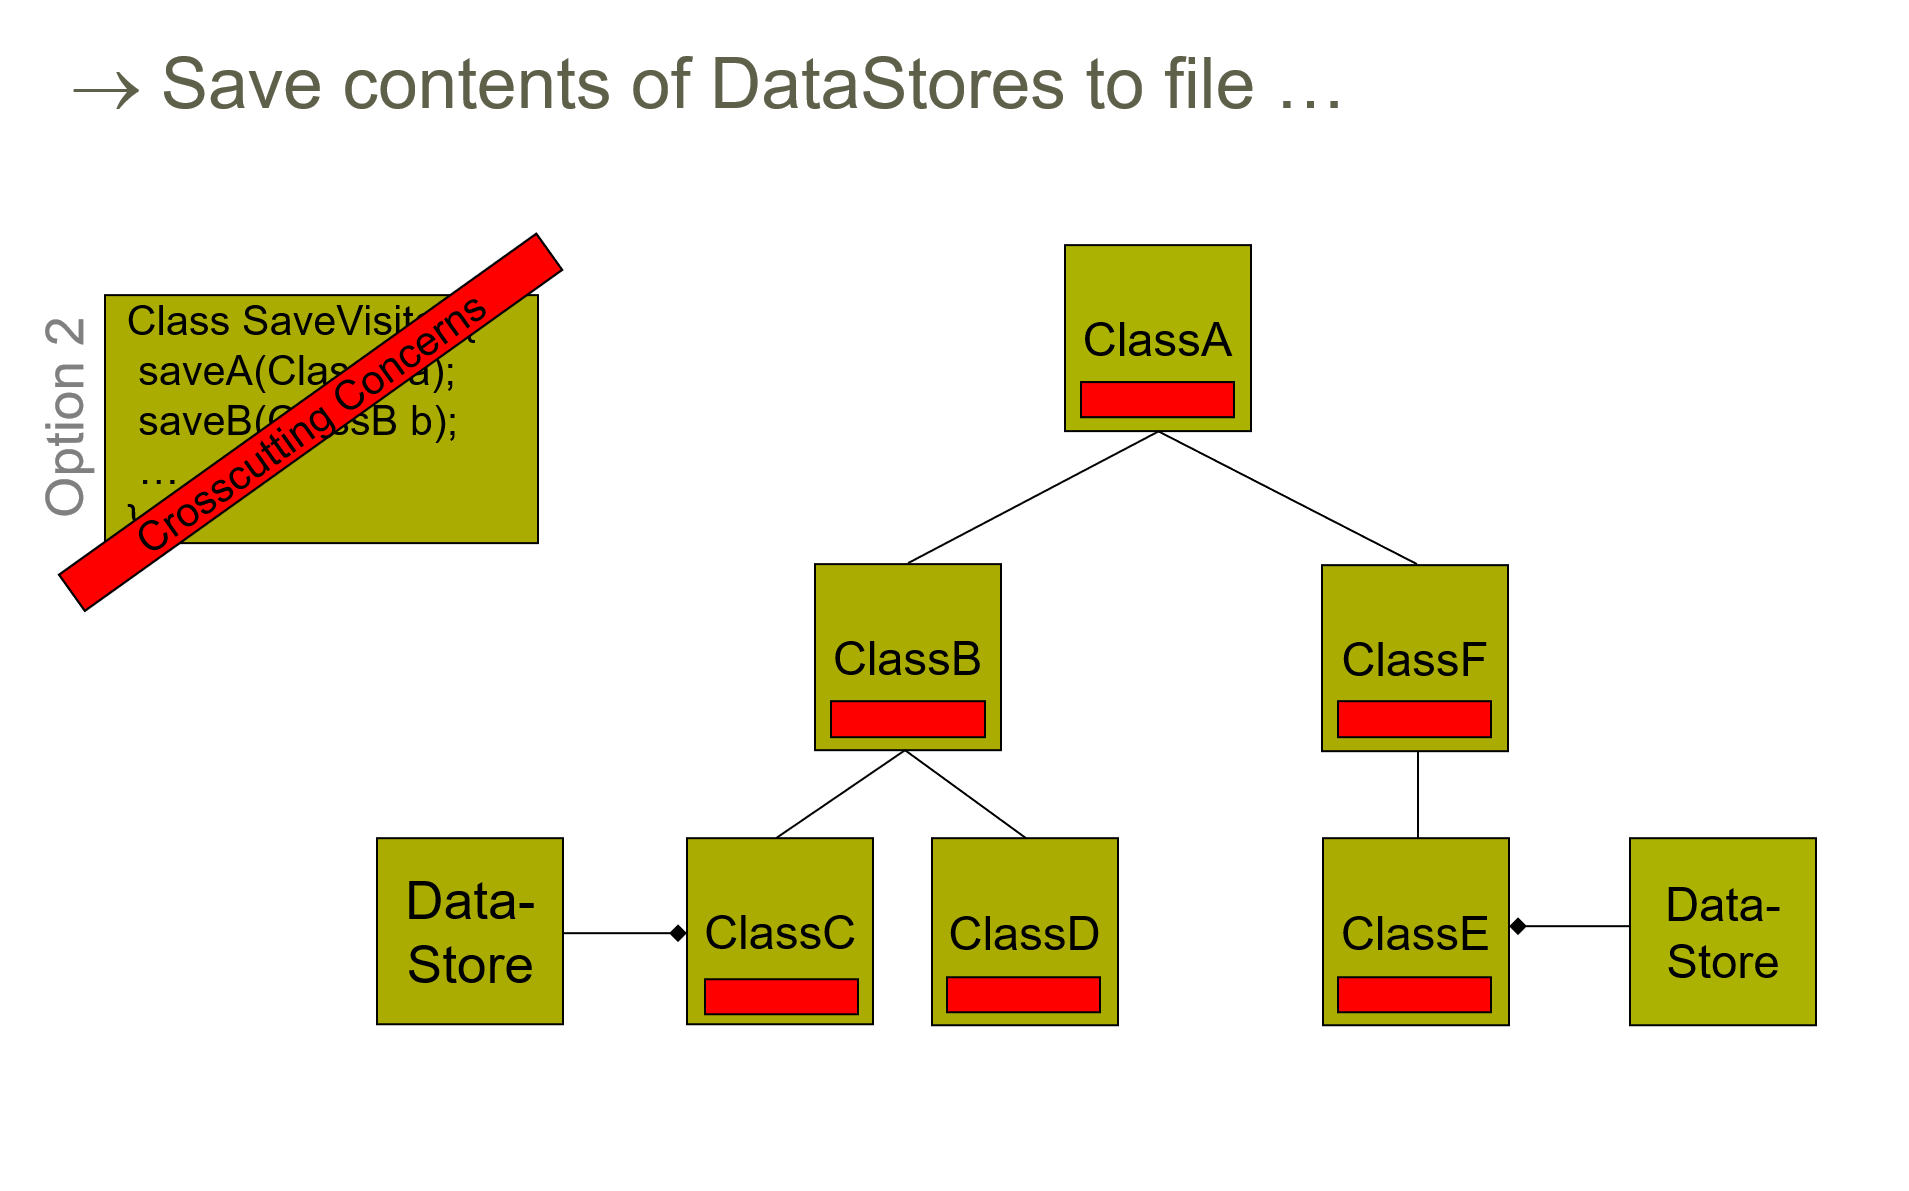 → Save contents of DataStores to file …
Option 2
Class SaveVisit {
saveA(Clas a);
saveB(ClassB b);
…
}
Crosscutting Concerns
ClassA
ClassB
ClassF
Data-
Store
ClassC
ClassD
ClassE
Data-
Store